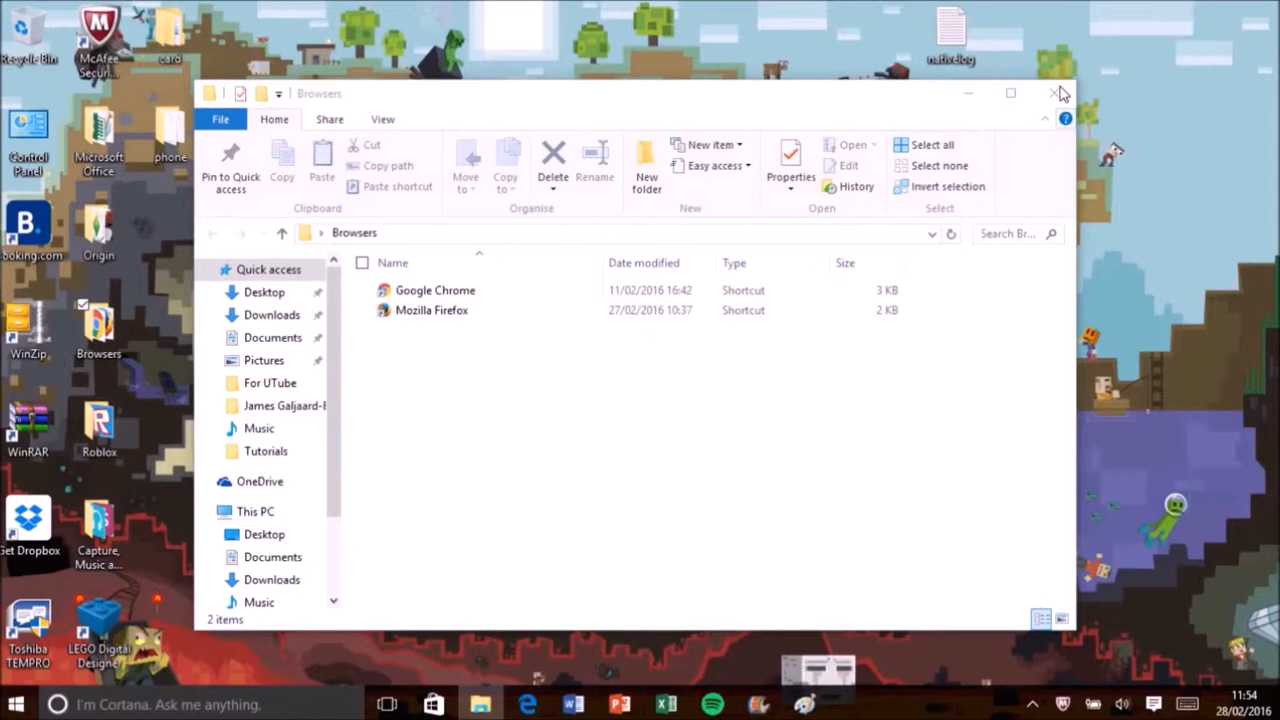 Recycle Bin
McAfee
Securi...
card
nativelog
Control
Panel
Microsoft
Office
phone
ooking.com
Origin
WinZip
Browsers
WinRAR
Roblox
Get Dropbox
Capture,
Music a...
Toshiba
TEMPRO
LEGO Digital
Designer
Browsers
File
Home
Share
View
Pin to Quick
access
Copy
Paste
Cut
Copy path
Paste shortcut
Clipboard
Move
to
Copy
to
Delete
Rename
Organise
New
folder
New item
Easy access
New
Properties
Open
Edit
History
Open
Select all
Select none
Invert selection
Select
Browsers
Search Br...
Quick access
Desktop
Downloads
Documents
Pictures
For UTube
James Galjaard-E
Music
Tutorials
OneDrive
This PC
Desktop
Documents
Downloads
Music
Name Date modified Type Size
Google Chrome 11/02/2016 16:42 Shortcut 3 KB
Mozilla Firefox 27/02/2016 10:37 Shortcut 2 KB
2 items
I'm Cortana. Ask me anything.
11:54
28/02/2016